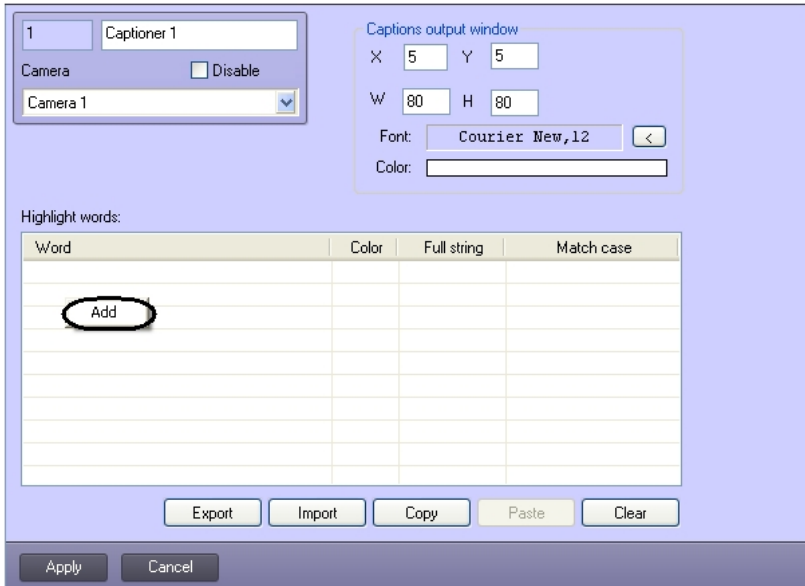 1 Captioner 1
Camera Disable
Camera 1
Captions output window
X 5 Y 5
W 80 H 80
Font: Courier New,12 <
Color:
Highlight words:
Word Color Full string Match case
Add
Export Import Copy Paste Clear
Apply Cancel